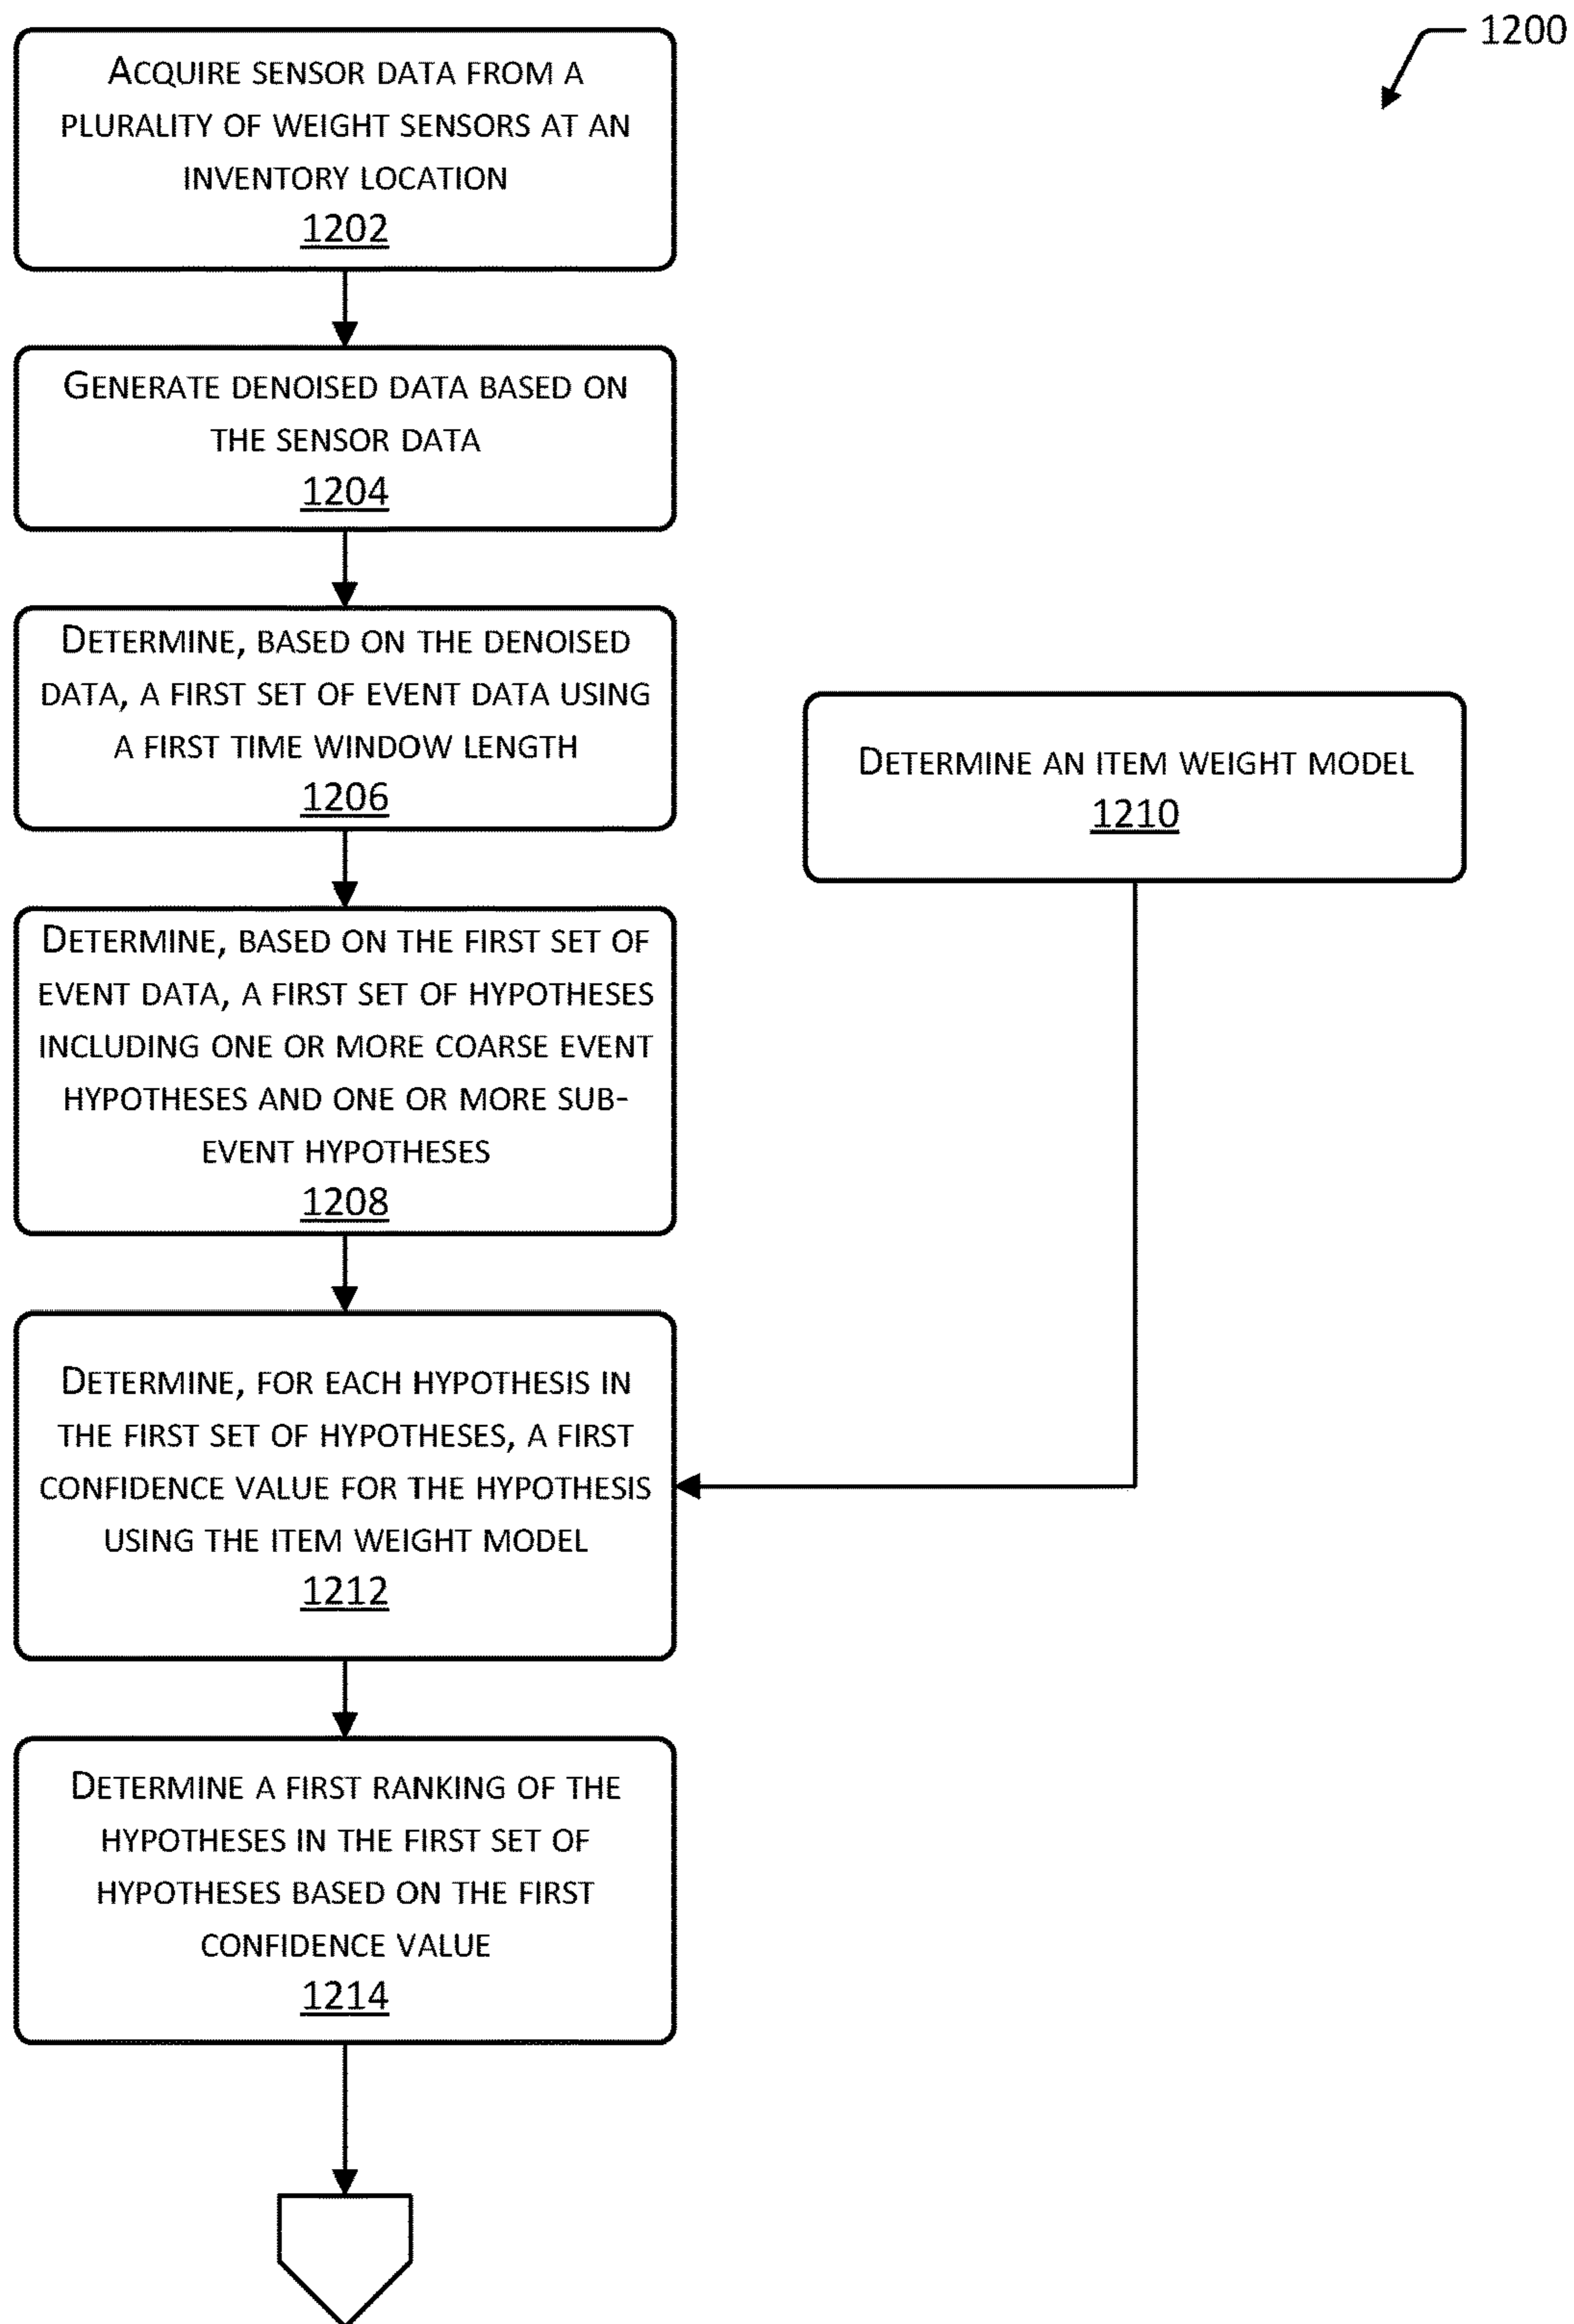 1200
ACQUIRE SENSOR DATA FROM A
PLURALITY OF WEIGHT SENSORS AT AN
INVENTORY LOCATION
1202
GENERATE DENOISED DATA BASED ON
THE SENSOR DATA
1204
DETERMINE, BASED ON THE DENOISED
DATA, A FIRST SET OF EVENT DATA USING
A FIRST TIME WINDOW LENGTH
1206
DETERMINE AN ITEM WEIGHT MODEL
1210
DETERMINE, BASED ON THE FIRST SET OF
EVENT DATA, A FIRST SET OF HYPOTHESES
INCLUDING ONE OR MORE COARSE EVENT
HYPOTHESES AND ONE OR MORE SUB-
EVENT HYPOTHESES
1208
DETERMINE, FOR EACH HYPOTHESIS IN
THE FIRST SET OF HYPOTHESES, A FIRST
CONFIDENCE VALUE FOR THE HYPOTHESIS
USING THE ITEM WEIGHT MODEL
1212
DETERMINE A FIRST RANKING OF THE
HYPOTHESES IN THE FIRST SET OF
HYPOTHESES BASED ON THE FIRST
CONFIDENCE VALUE
1214